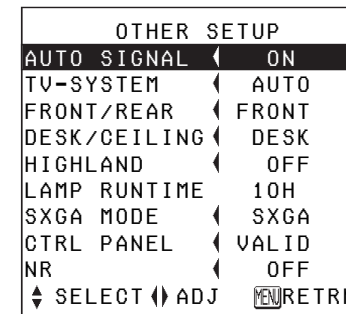 OTHER SETUP
AUTO SIGNAL ON
TV-SYSTEM AUTO
FRONT/REAR FRONT
DESK/CEILING DESK
HIGHLAND OFF
LAMP RUNTIME 10H
SXGA MODE SXGA
CTRL PANEL VALID
NR OFF
SELECT ADJ MENU RETRE